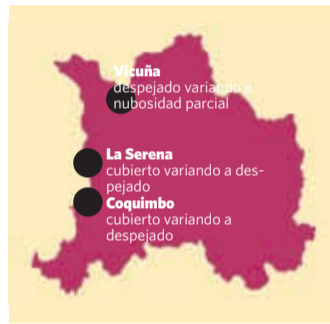 Vicuña
despejado variando a
nubosidad parcial
La Serena
cubierto variando a des-
pejado
Coquimbo
cubierto variando a
despejado